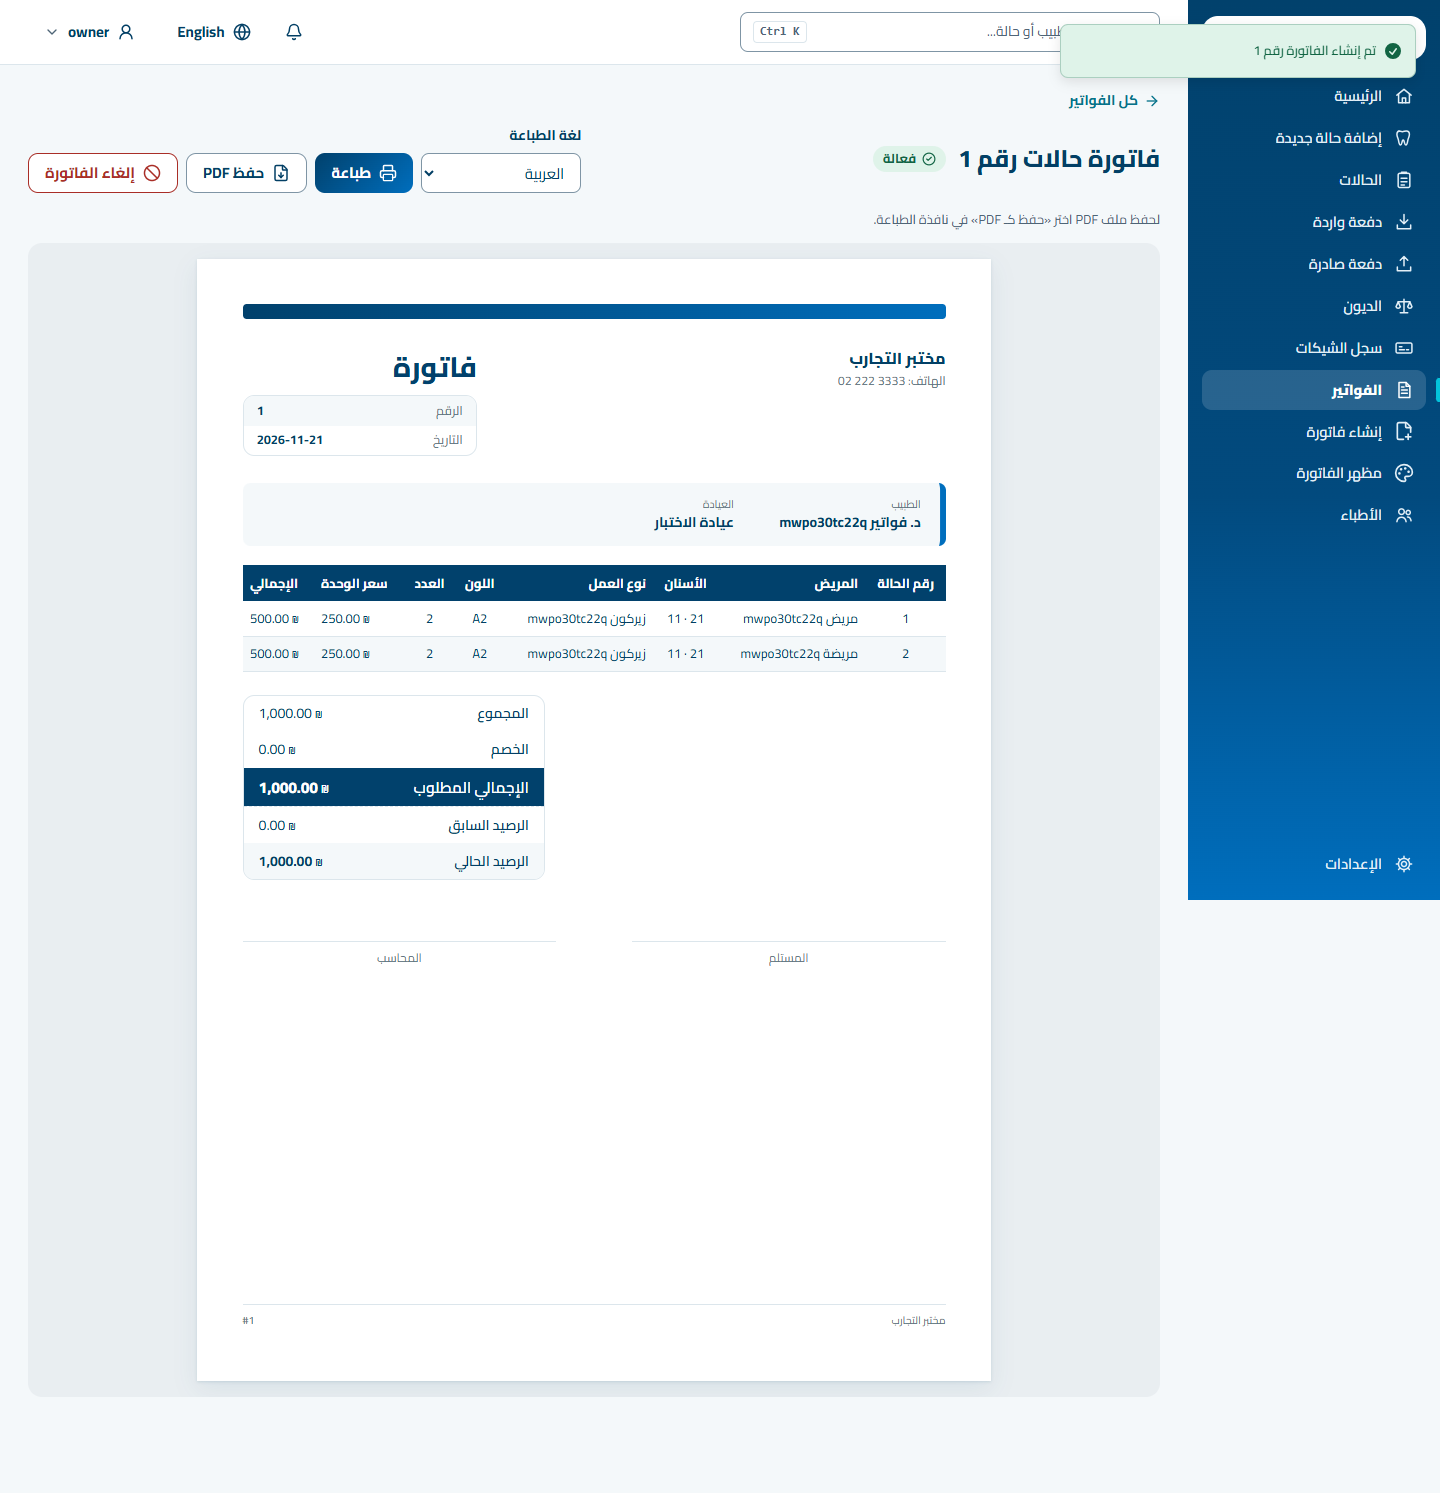 تم إنشاء الفاتورة رقم 1
طبيب أو حالة...
Ctrl K
English
owner
الرئيسية
إضافة حالة جديدة
الحالات
دفعة واردة
دفعة صادرة
الديون
سجل الشيكات
الفواتير
إنشاء فاتورة
مظهر الفاتورة
الأطباء
الإعدادات
كل الفواتير
فاتورة حالات رقم 1
فعالة
لغة الطباعة
العربية
طباعة
حفظ PDF
إلغاء الفاتورة
لحفظ ملف PDF اختر «حفظ كـ PDF» في نافذة الطباعة.
مختبر التجارب
الهاتف: 02 222 3333
فاتورة
الرقم 1
التاريخ 2026-11-21
الطبيب العيادة
د. فواتير mwpo30tc22q عيادة الاختبار
رقم الحالة المريض الأسنان نوع العمل اللون العدد سعر الوحدة الإجمالي
1 مريض mwpo30tc22q 11 · 21 زيركون mwpo30tc22q A2 2 250.00 ₪ 500.00 ₪
2 مريضة mwpo30tc22q 11 · 21 زيركون mwpo30tc22q A2 2 250.00 ₪ 500.00 ₪
المجموع 1,000.00 ₪
الخصم 0.00 ₪
الإجمالي المطلوب 1,000.00 ₪
الرصيد السابق 0.00 ₪
الرصيد الحالي 1,000.00 ₪
المستلم المحاسب
مختبر التجارب #1